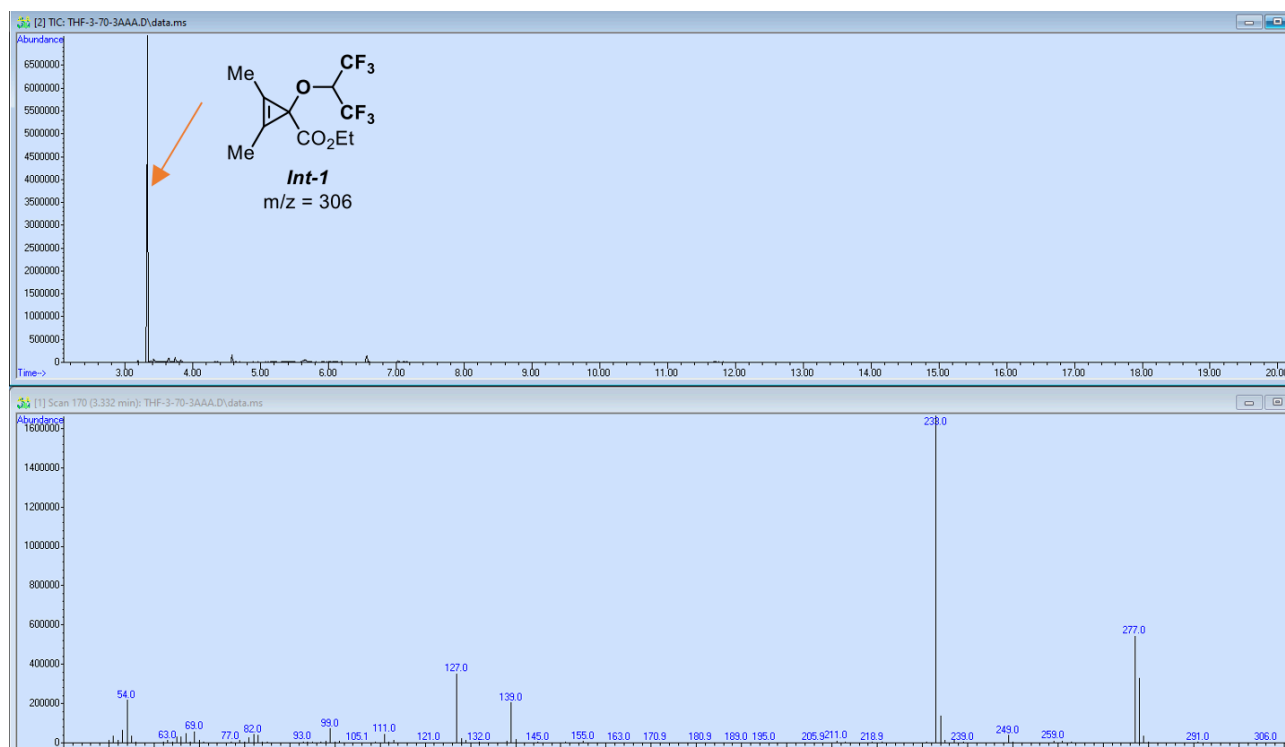 [2] TIC: THF-3-70-3AAA.D\data.ms
Abundance
6500000
6000000
5500000
5000000
4500000
4000000
3500000
3000000
2500000
2000000
1500000
1000000
500000
0
Time-->
3.00 4.00 5.00 6.00 7.00 8.00 9.00 10.00 11.00 12.00 13.00 14.00 15.00 16.00 17.00 18.00 19.00 20.0
Me
O
CF3
CF3
CO2Et
Me
Int-1
m/z = 306
[1] Scan 170 (3.332 min): THF-3-70-3AAA.D\data.ms
Abundance
1600000
1400000
1200000
1000000
800000
600000
400000
200000
0
54.0 63.0 69.0 77.0 82.0 93.0 99.0 105.1 111.0 121.0 127.0 132.0 139.0 145.0 155.0 163.0 170.9 180.9 189.0 195.0 205.9 211.0 218.9 233.0 239.0 249.0 259.0 277.0 291.0 306.0